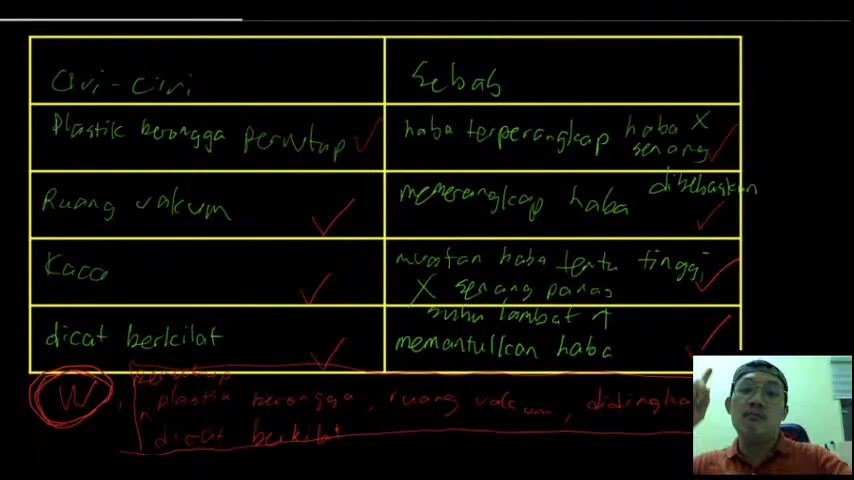 Ciri-ciri
Sebab
Plastik berongga penutup
haba terperangkap haba X
senang
dibebaskan
Ruang vakum
memerangkap haba
Kaca
muatan haba tentu tinggi,
X senang panas
suhu lambat ↑
dicat berkilat
memantulkan haba
W,
penutup
plastik berongga, ruang vakum,
dicat berkilat